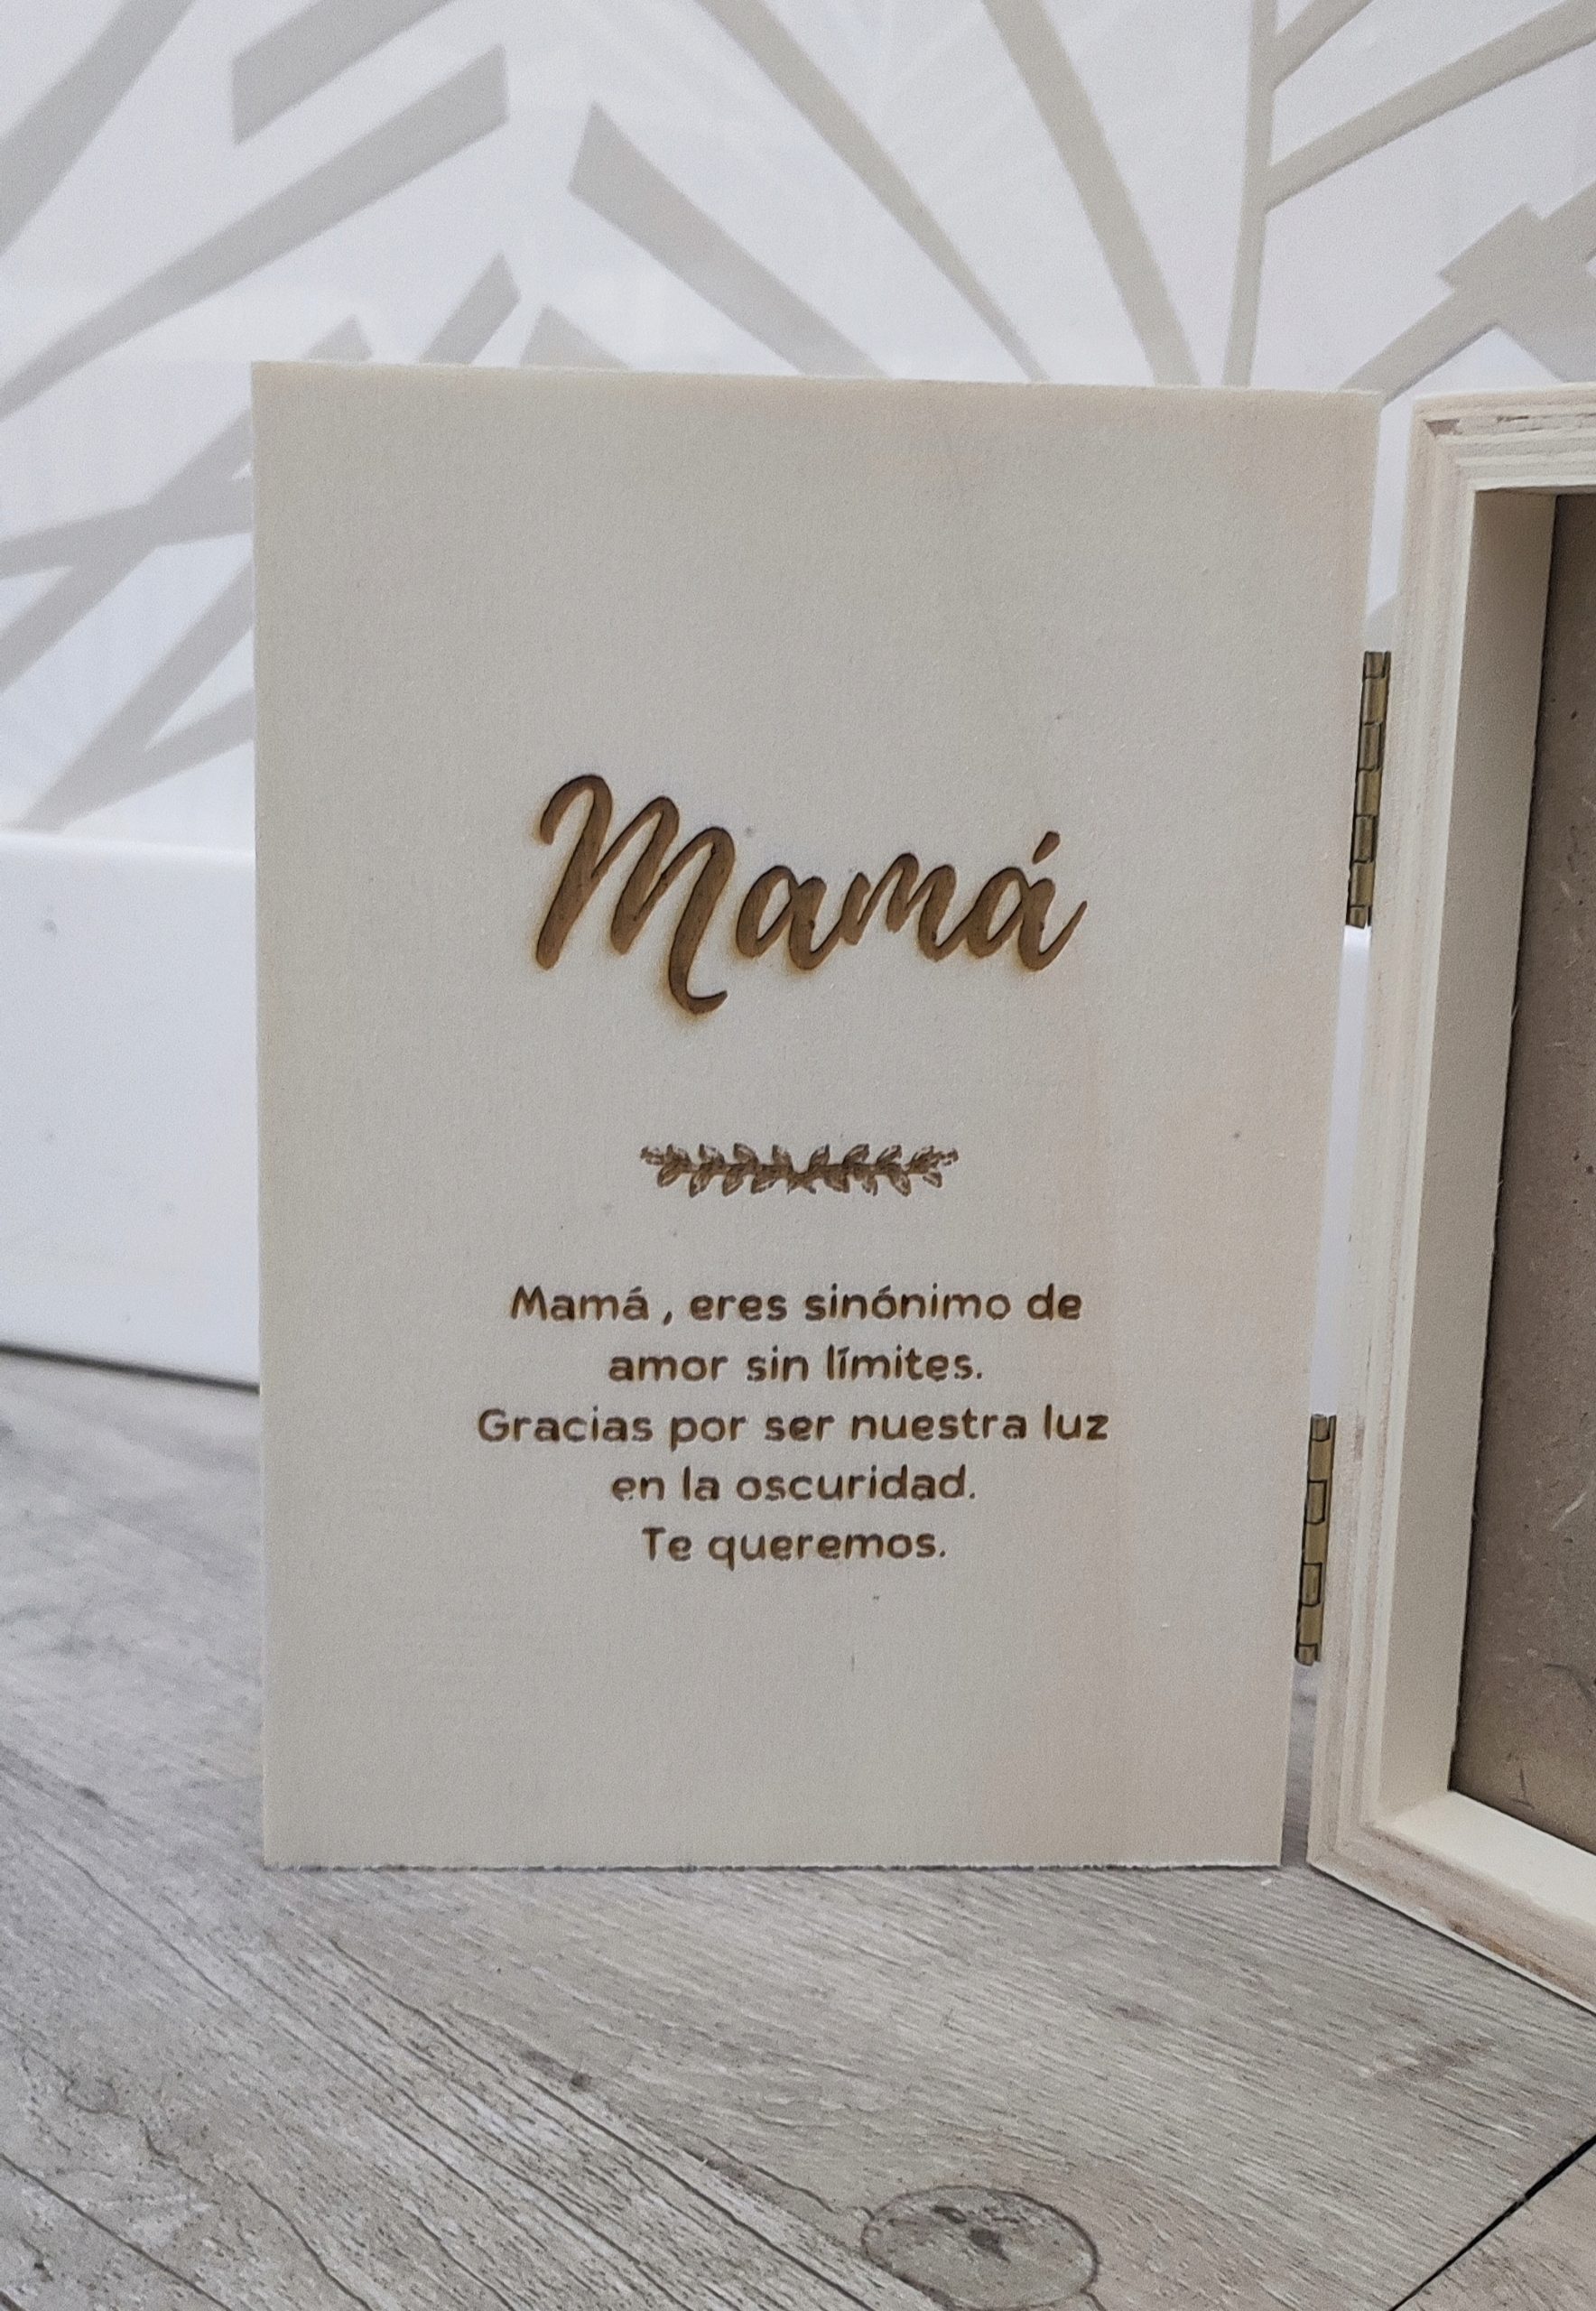 Mamá
Mamá , eres sinónimo de
amor sin límites.
Gracias por ser nuestra luz
en la oscuridad.
Te queremos.